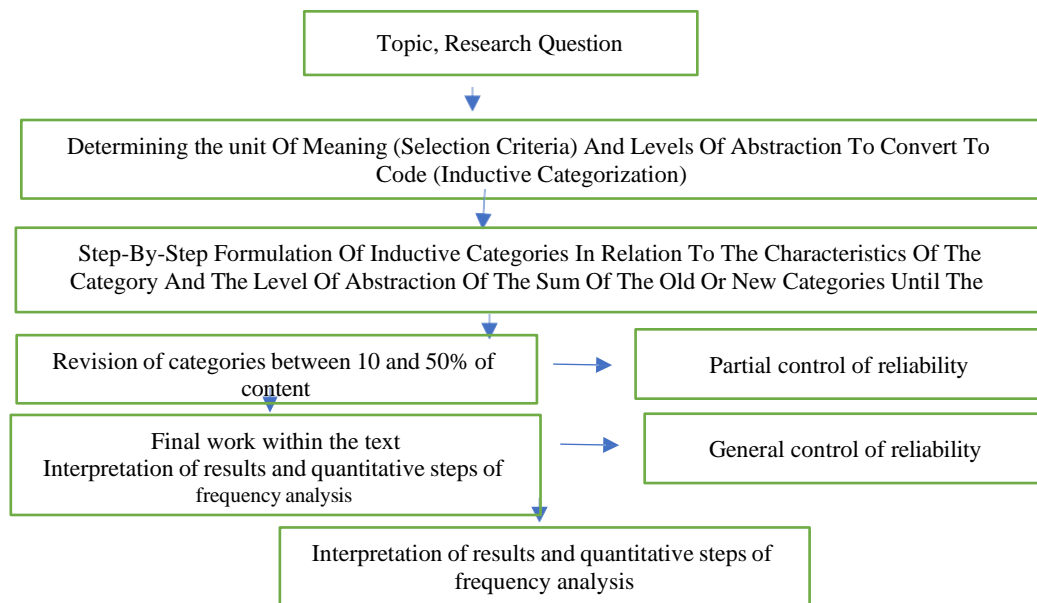 Topic, Research Question
Determining the unit Of Meaning (Selection Criteria) And Levels Of Abstraction To Convert To
Code (Inductive Categorization)
Step-By-Step Formulation Of Inductive Categories In Relation To The Characteristics Of The
Category And The Level Of Abstraction Of The Sum Of The Old Or New Categories Until The
Revision of categories between 10 and 50% of
content
Partial control of reliability
Final work within the text
Interpretation of results and quantitative steps of
frequency analysis
General control of reliability
Interpretation of results and quantitative steps of
frequency analysis